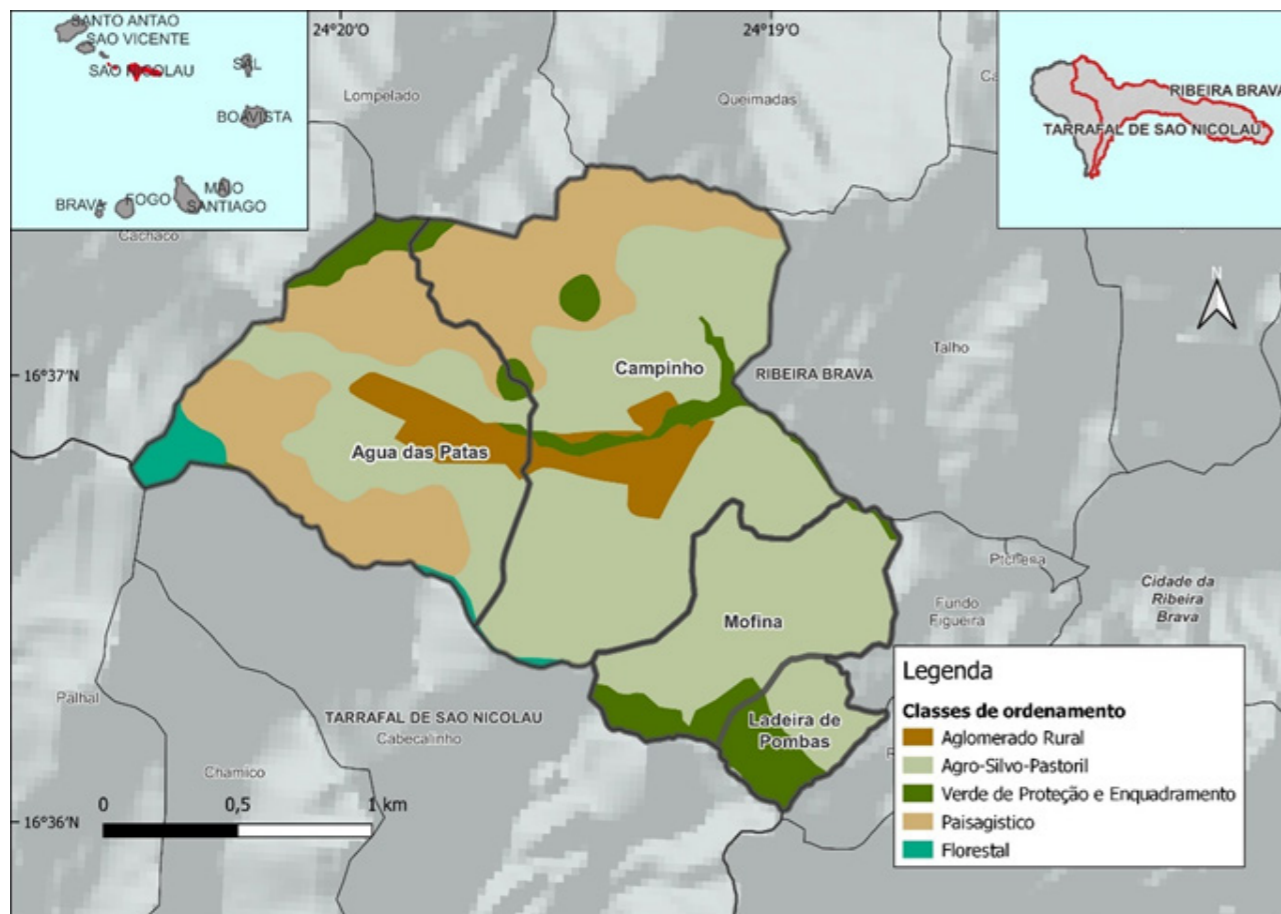 SANTO ANTAO
SAO VICENTE
SAO NICOLAU
SAL
BOAVISTA
MAIO
BRAVA
FOGO
SANTIAGO
Cachaco
24°20'O
24°19'O
Lompelado
Queimadas
RIBEIRA BRAVA
TARRAFAL DE SAO NICOLAU
N
Talho
16°37'N
Campinho
RIBEIRA BRAVA
Agua das Patas
Cidade da
Ribeira
Brava
Fundo
Figueira
Mofina
Palhal
TARRAFAL DE SAO NICOLAU
Cabecalinho
Ladeira de
Pombas
Chamico
0
0,5
1 km
16°36'N
Legenda
Classes de ordenamento
Aglomerado Rural
Agro-Silvo-Pastoril
Verde de Proteção e Enquadramento
Paisagistico
Florestal